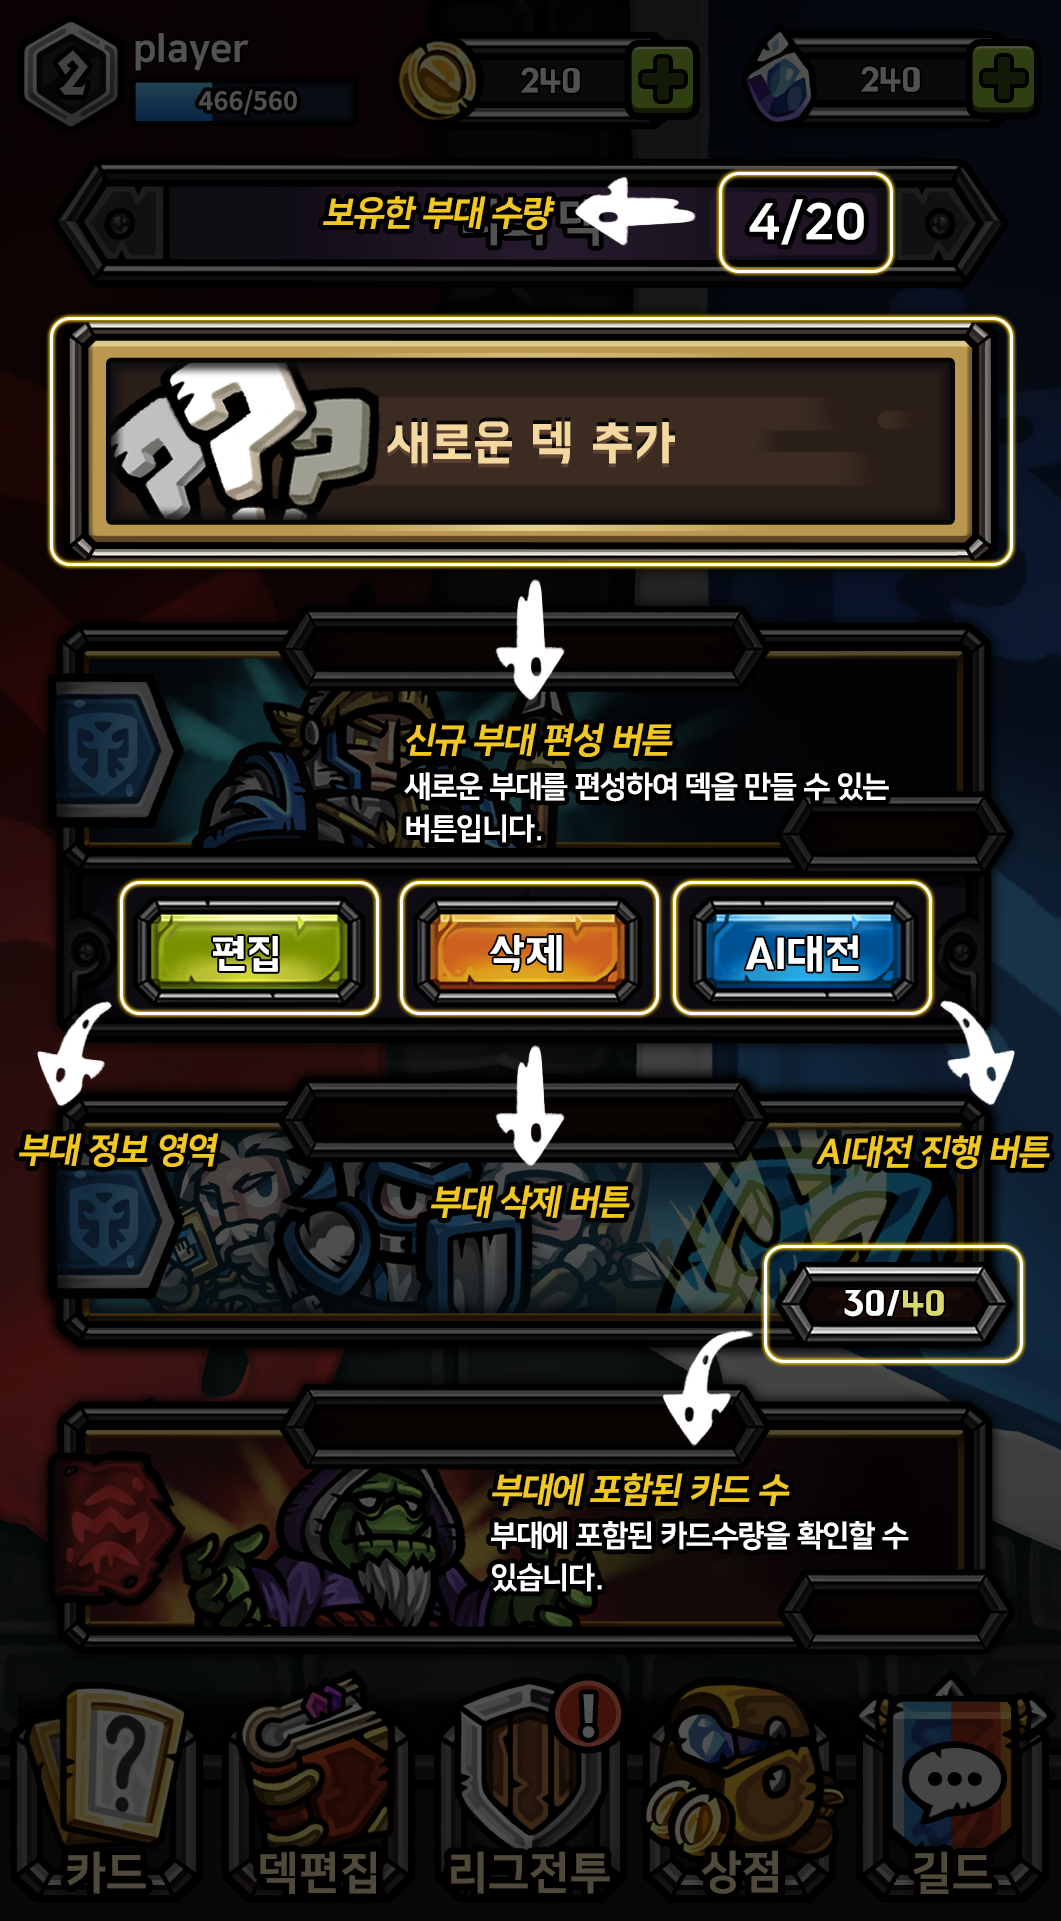 2
player
466/560
240
240
보유한 부대 수량
4/20
새로운 덱 추가
신규 부대 편성 버튼
새로운 부대를 편성하여 덱을 만들 수 있는
버튼입니다.
편집
삭제
AI대전
부대 정보 영역
부대 삭제 버튼
AI대전 진행 버튼
30/40
부대에 포함된 카드 수
부대에 포함된 카드수량을 확인할 수
있습니다.
카드
덱편집
리그전투
상점
길드